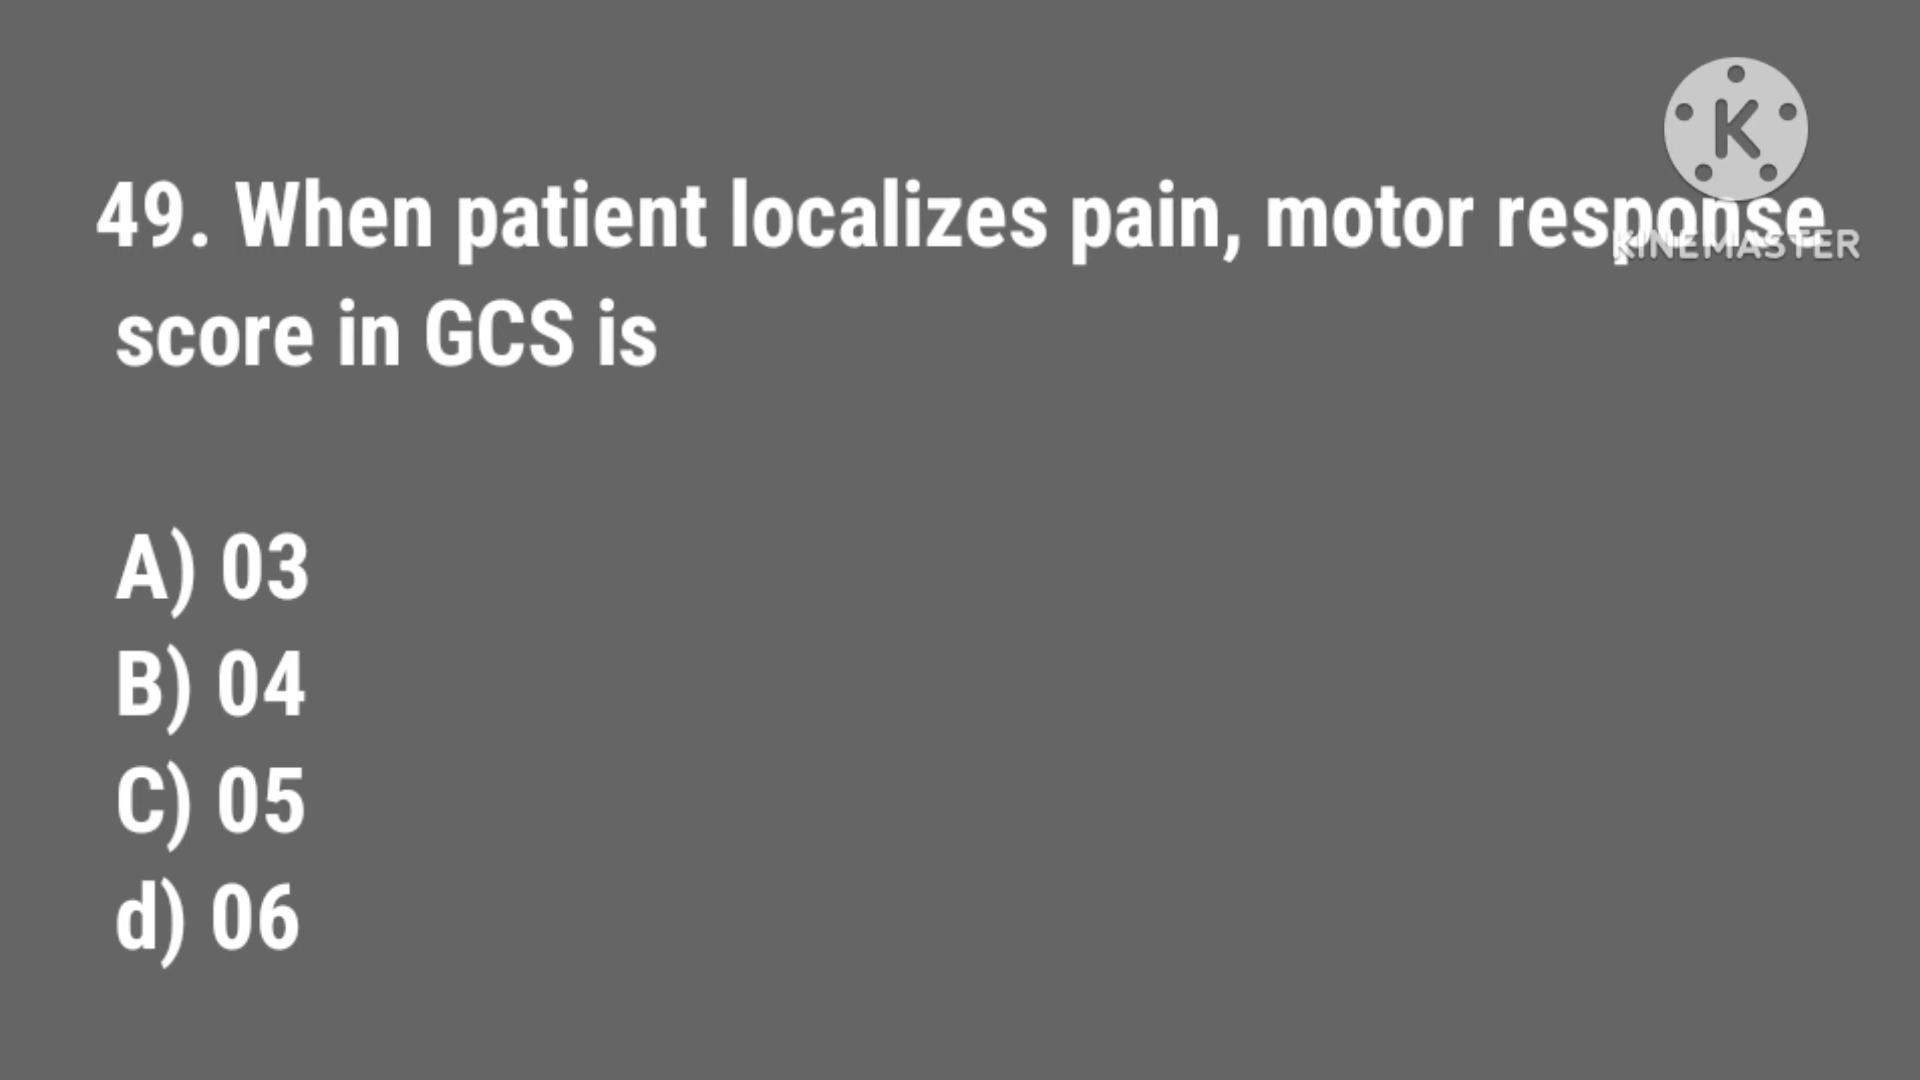 K
49. When patient localizes pain, motor response
KINEMASTER
score in GCS is
A) 03
B) 04
C) 05
d) 06